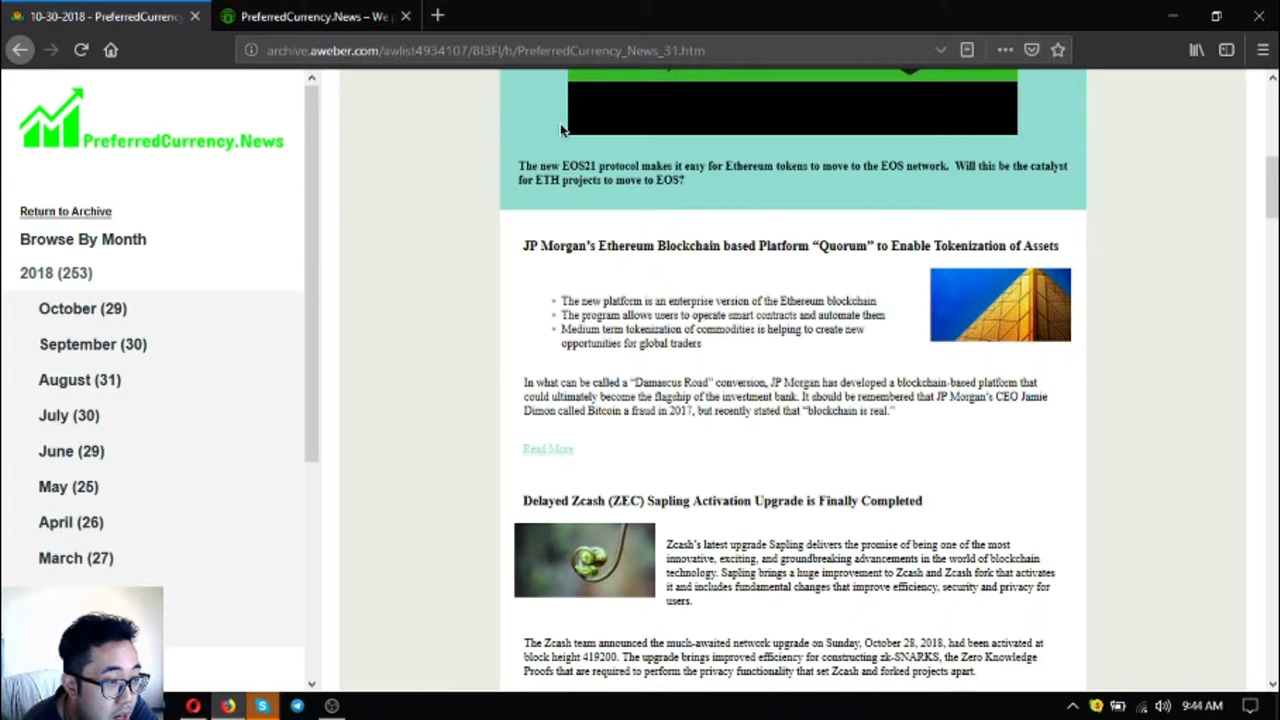 10-30-2018 - PreferredCurrency
PreferredCurrency.News – We
archive.aweber.com/awlist4934107/8I3FI/h/PreferredCurrency_News_31.htm
PreferredCurrency.News
Return to Archive
Browse By Month
2018 (253)
October (29)
September (30)
August (31)
July (30)
June (29)
May (25)
April (26)
March (27)
The new EOS21 protocol makes it easy for Ethereum tokens to move to the EOS network. Will this be the catalyst
for ETH projects to move to EOS?
JP Morgan's Ethereum Blockchain based Platform “Quorum” to Enable Tokenization of Assets
The new platform is an enterprise version of the Ethereum blockchain
The program allows users to operate smart contracts and automate them
Medium term tokenization of commodities is helping to create new
opportunities for global traders
In what can be called a “Damascus Road” conversion, JP Morgan has developed a blockchain-based platform that
could ultimately become the flagship of the investment bank. It should be remembered that JP Morgan's CEO Jamie
Dimon called Bitcoin a fraud in 2017, but recently stated that “blockchain is real.”
Read More
Delayed Zcash (ZEC) Sapling Activation Upgrade is Finally Completed
Zcash's latest upgrade Sapling delivers the promise of being one of the most
innovative, exciting, and groundbreaking advancements in the world of blockchain
technology. Sapling brings a huge improvement to Zcash and Zcash fork that activates
it and includes fundamental changes that improve efficiency, security and privacy for
users.
The Zcash team announced the much-awaited network upgrade on Sunday, October 28, 2018, had been activated at
block height 419200. The upgrade brings improved efficiency for constructing zk-SNARKS, the Zero Knowledge
Proofs that are required to perform the privacy functionality that set Zcash and forked projects apart.
9:44 AM